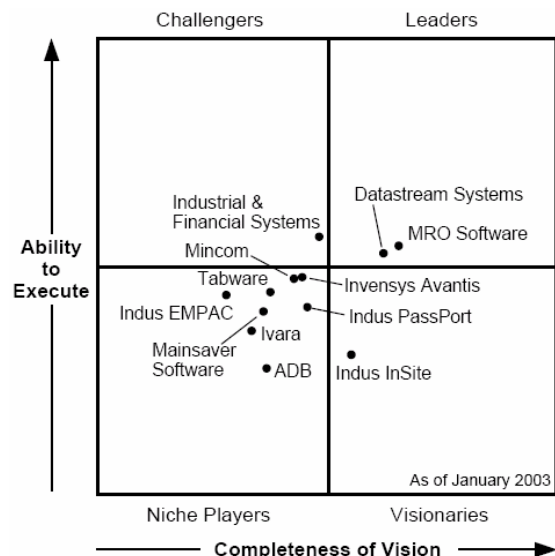 Challengers
Leaders
Datastream Systems
Industrial &
Financial Systems
MRO Software
Mincom
Ability
to
Execute
Tabware
Invensys Avantis
Indus EMPAC
Indus PassPort
Ivara
Mainsaver
Software
ADB
Indus InSite
As of January 2003
Niche Players
Visionaries
Completeness of Vision